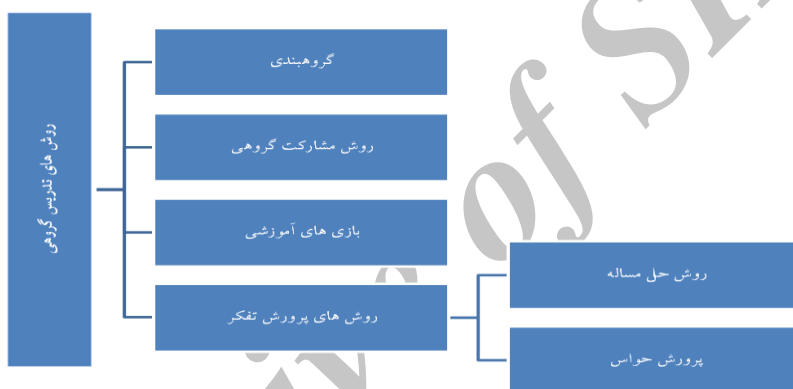 روش های تدریس گروهی
گروهبندی
روش مشارکت گروهی
بازی های آموزشی
روش های پرورش تفکر
روش حل مساله
پرورش حواس
of